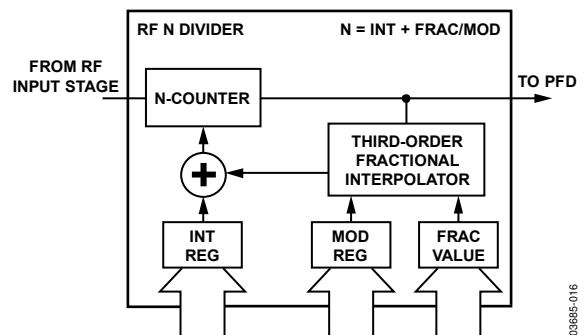 RF N DIVIDER
N = INT + FRAC/MOD
FROM RF
INPUT STAGE
TO PFD
N-COUNTER
THIRD-ORDER
FRACTIONAL
INTERPOLATOR
+
INT
REG
MOD
REG
FRAC
VALUE
03685-016